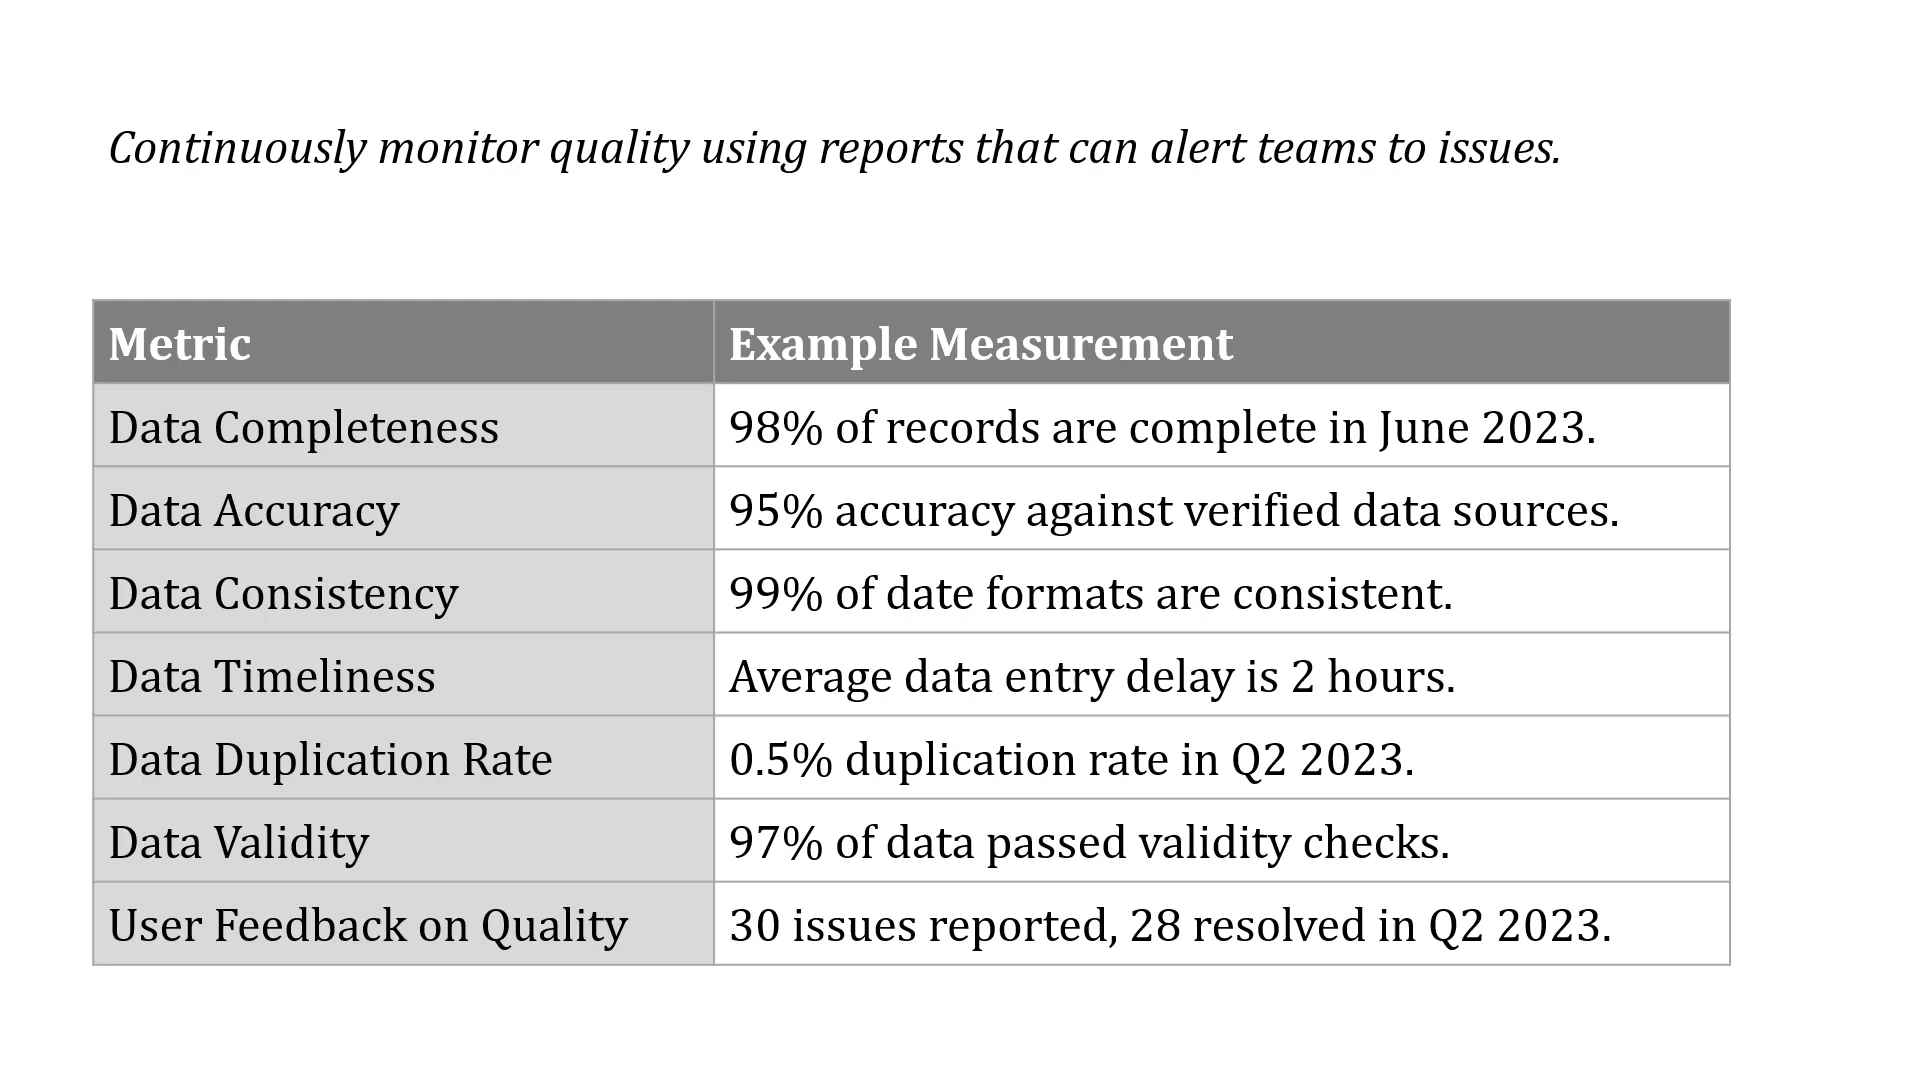 Continuously monitor quality using reports that can alert teams to issues.
Metric Example Measurement
Data Completeness 98% of records are complete in June 2023.
Data Accuracy 95% accuracy against verified data sources.
Data Consistency 99% of date formats are consistent.
Data Timeliness Average data entry delay is 2 hours.
Data Duplication Rate 0.5% duplication rate in Q2 2023.
Data Validity 97% of data passed validity checks.
User Feedback on Quality 30 issues reported, 28 resolved in Q2 2023.